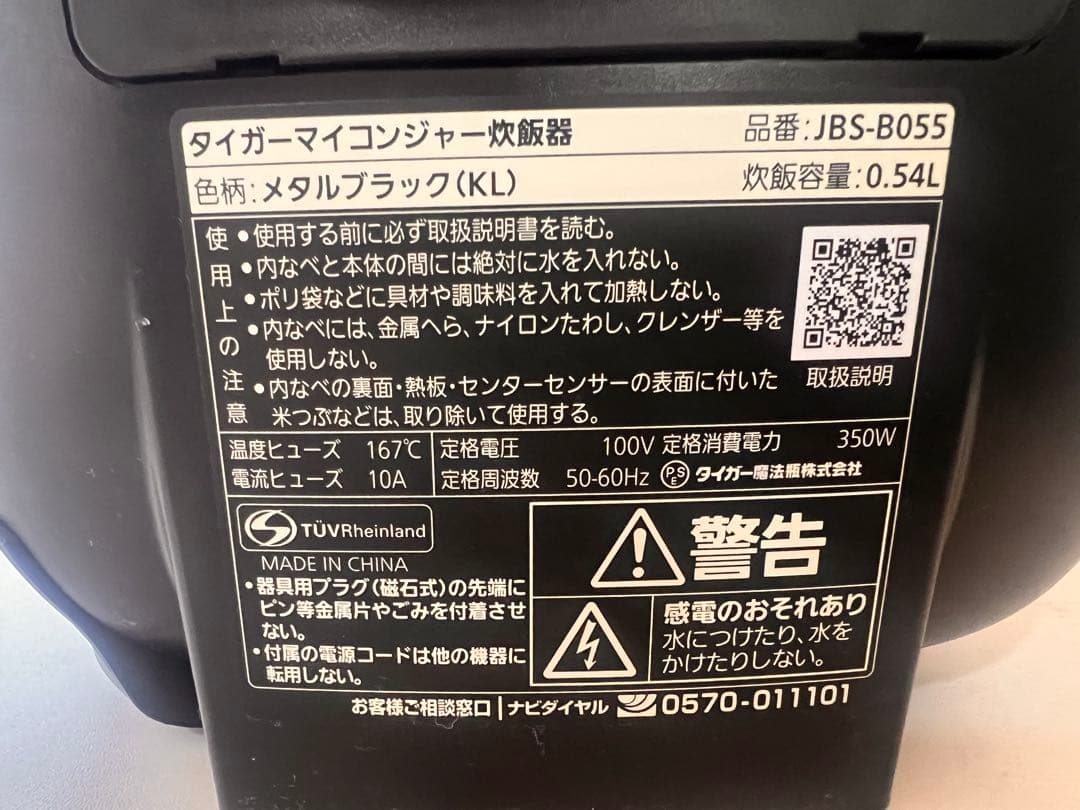 タイガーマイコンジャー炊飯器 品番:JBS-B055
色柄:メタルブラック(KL) 炊飯容量:0.54L
使用上の注意
•使用する前に必ず取扱説明書を読む。
•内なべと本体の間には絶対に水を入れない。
•ポリ袋などに具材や調味料を入れて加熱しない。
•内なべには、金属へら、ナイロンたわし、クレンザー等を
使用しない。
•内なべの裏面・熱板・センターセンサーの表面に付いた
米つぶなどは、取り除いて使用する。
取扱説明
温度ヒューズ 167℃ 定格電圧 100V 定格消費電力 350W
電流ヒューズ 10A 定格周波数 50-60Hz PSE タイガー魔法瓶株式会社
TÜVRheinland
MADE IN CHINA
•器具用プラグ(磁石式)の先端に
ピン等金属片やごみを付着させ
ない。
•付属の電源コードは他の機器に
転用しない。
警告
感電のおそれあり
水につけたり、水を
かけたりしない。
お客様ご相談窓口|ナビダイヤル 0570-011101